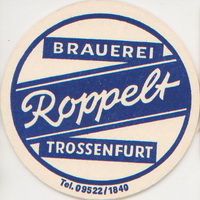 BRAUEREI
Roppelt
TROSSENFURT
Tel. 09522/1840